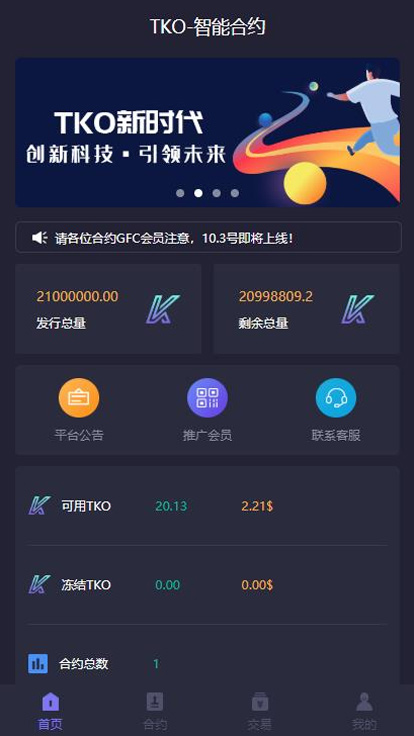 TKO-智能合约
TKO新时代
创新科技·引领未来
请各位合约GFC会员注意，10.3号即将上线！
21000000.00
发行总量
20998809.2
剩余总量
平台公告
推广会员
联系客服
可用TKO 20.13 2.21$
冻结TKO 0.00 0.00$
合约总数 1
首页
合约
交易
我的